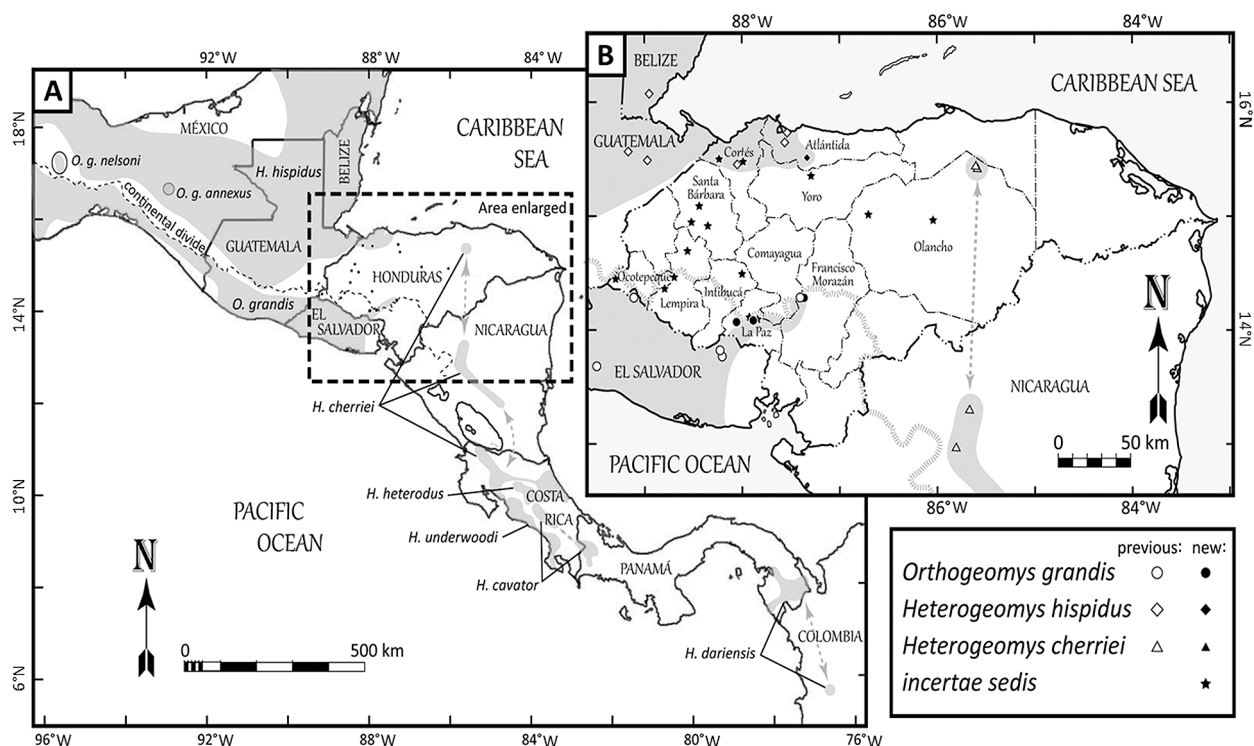 A
92°W
88°W
84°W
18°N
14°N
10°N
6°N
96°W
92°W
88°W
84°W
80°W
76°W
MÉXICO
O. g. nelsoni
O. g. annexus
continental divide
H. hispidus
BELIZE
GUATEMALA
O. grandis
EL
SALVADOR
HONDURAS
NICARAGUA
Area enlarged
CARIBBEAN
SEA
H. cherriei
H. heterodus
H. underwoodi
H. cavator
COSTA
RICA
PANAMÁ
H. dariensis
COLOMBIA
PACIFIC
OCEAN
N
0
500 km
B
88°W
86°W
84°W
16°N
14°N
86°W
84°W
BELIZE
GUATEMALA
CARIBBEAN SEA
Cortés
Atlántida
Santa
Bárbara
Yoro
Olancho
Comayagua
Francisco
Morazán
Ocotepeque
Lempira
Intibucá
La Paz
EL SALVADOR
NICARAGUA
PACIFIC OCEAN
N
0
50 km
previous:
new:
Orthogeomys grandis
Heterogeomys hispidus
Heterogeomys cherriei
incertae sedis